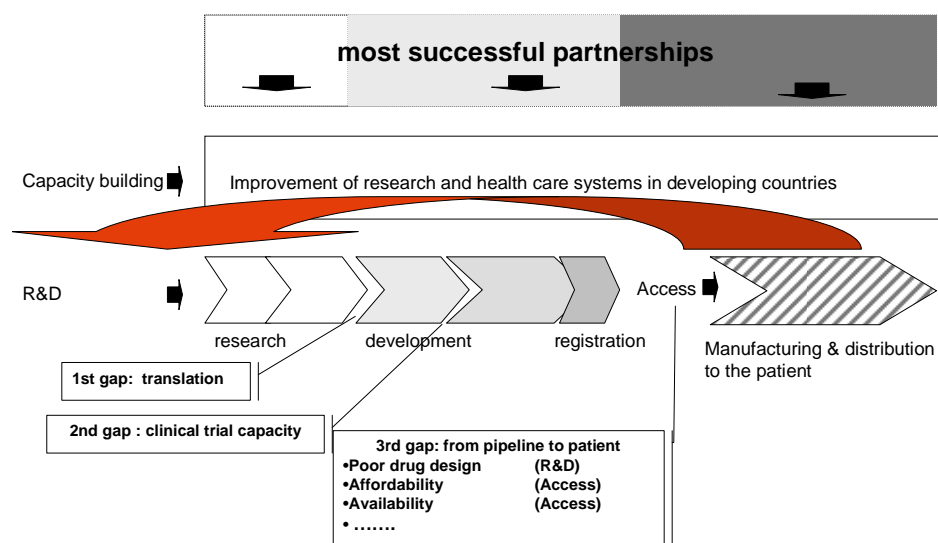 most successful partnerships
Capacity building
Improvement of research and health care systems in developing countries
R&D
Access
research
development
registration
Manufacturing & distribution
to the patient
1st gap: translation
2nd gap : clinical trial capacity
3rd gap: from pipeline to patient
•Poor drug design (R&D)
•Affordability (Access)
•Availability (Access)
• …….